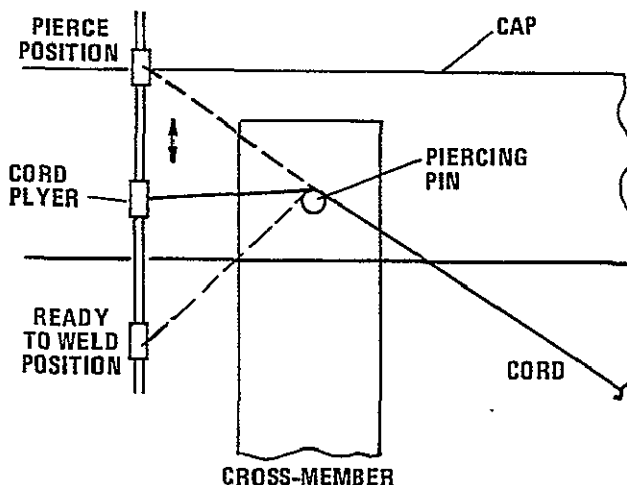 PIERCE
POSITION
CAP
CORD
PLYER
PIERCING
PIN
READY
TO WELD
POSITION
CORD
CROSS-MEMBER